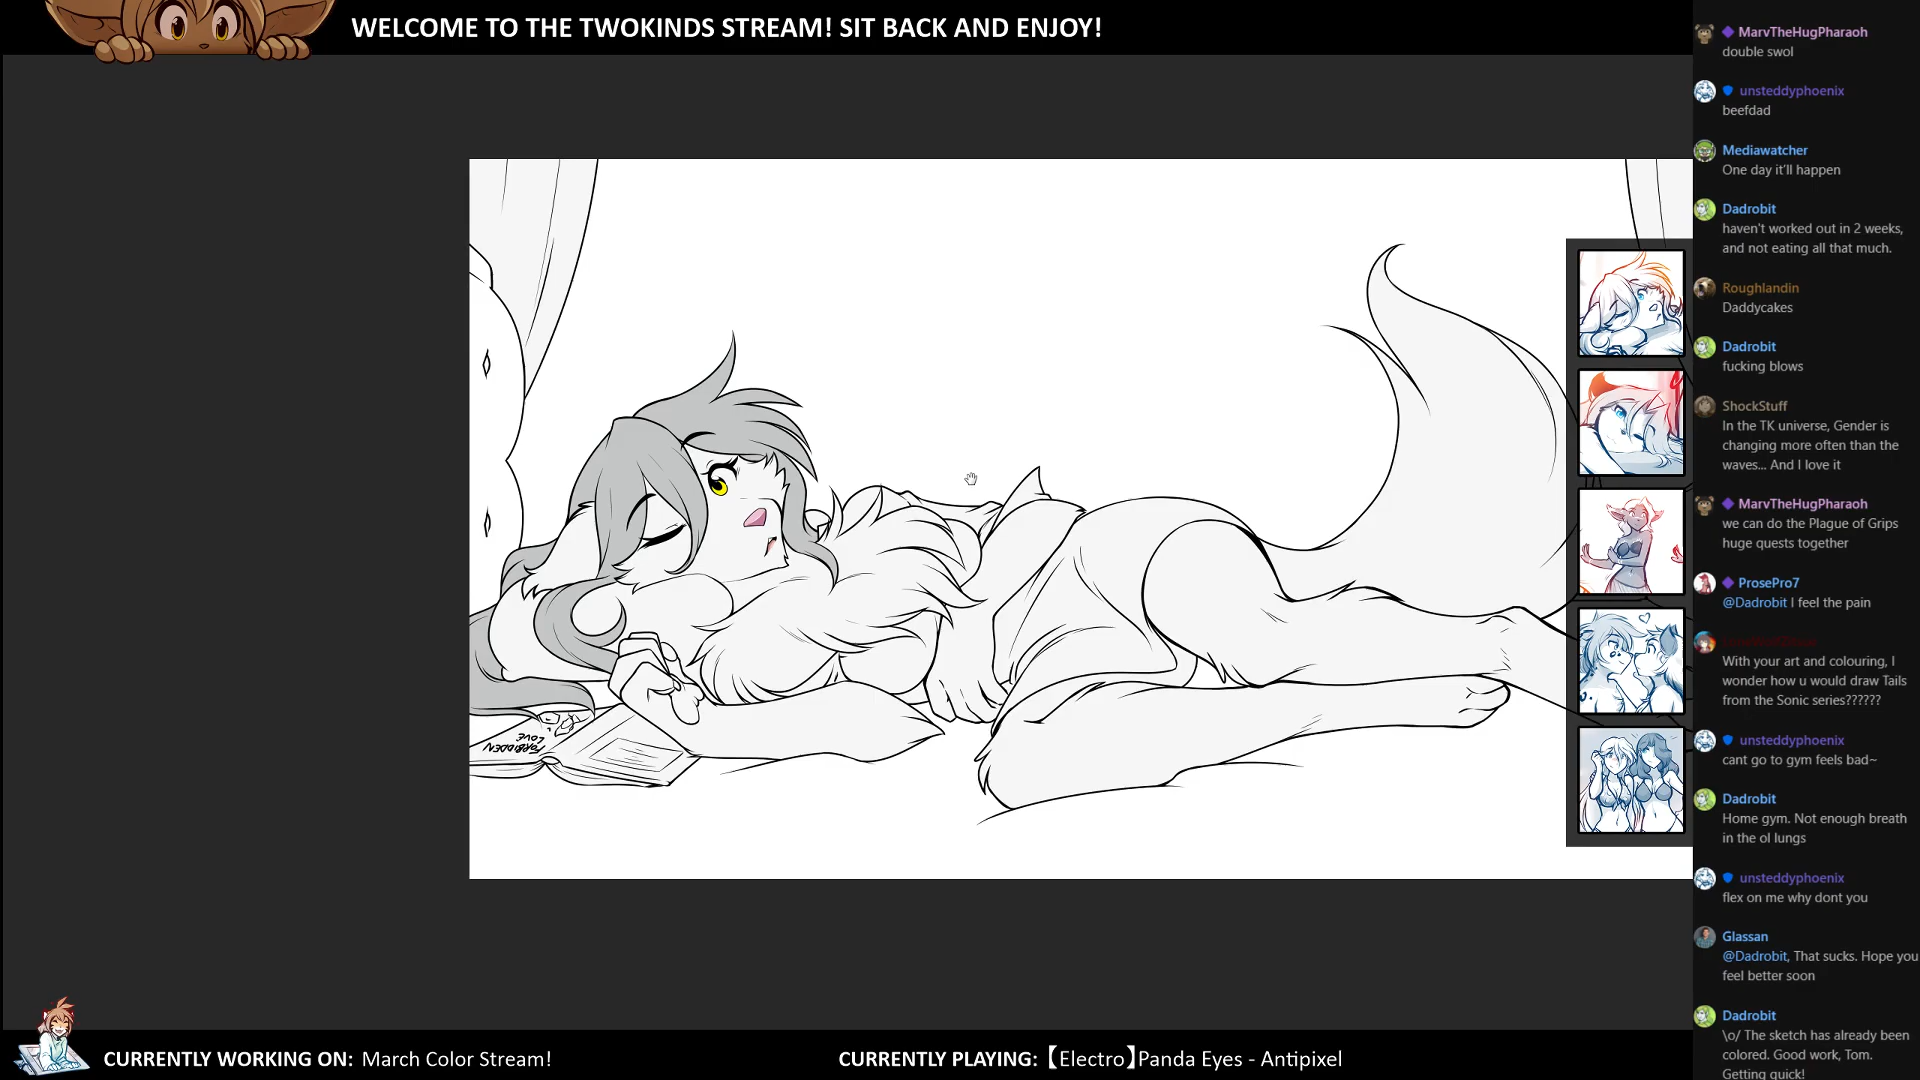 WELCOME TO THE TWOKINDS STREAM! SIT BACK AND ENJOY!
MarvTheHugPharaoh
double swol
unsteddyphoenix
beefdad
Mediawatcher
One day it'll happen
Dadrobit
haven't worked out in 2 weeks,
and not eating all that much.
Roughlandin
Daddycakes
Dadrobit
fucking blows
ShockStuff
In the TK universe, Gender is
changing more often than the
waves... And I love it
MarvTheHugPharaoh
we can do the Plague of Grips
huge quests together
ProsePro7
@Dadrobit I feel the pain
With your art and colouring, I
wonder how u would draw Tails
from the Sonic series??????
unsteddyphoenix
cant go to gym feels bad~
Dadrobit
Home gym. Not enough breath
in the ol lungs
unsteddyphoenix
flex on me why dont you
Glassan
@Dadrobit, That sucks. Hope you
feel better soon
Dadrobit
\o/ The sketch has already been
colored. Good work, Tom.
Getting quick!
FORBIDDEN
LOVE
CURRENTLY WORKING ON: March Color Stream!
CURRENTLY PLAYING:【Electro】Panda Eyes - Antipixel